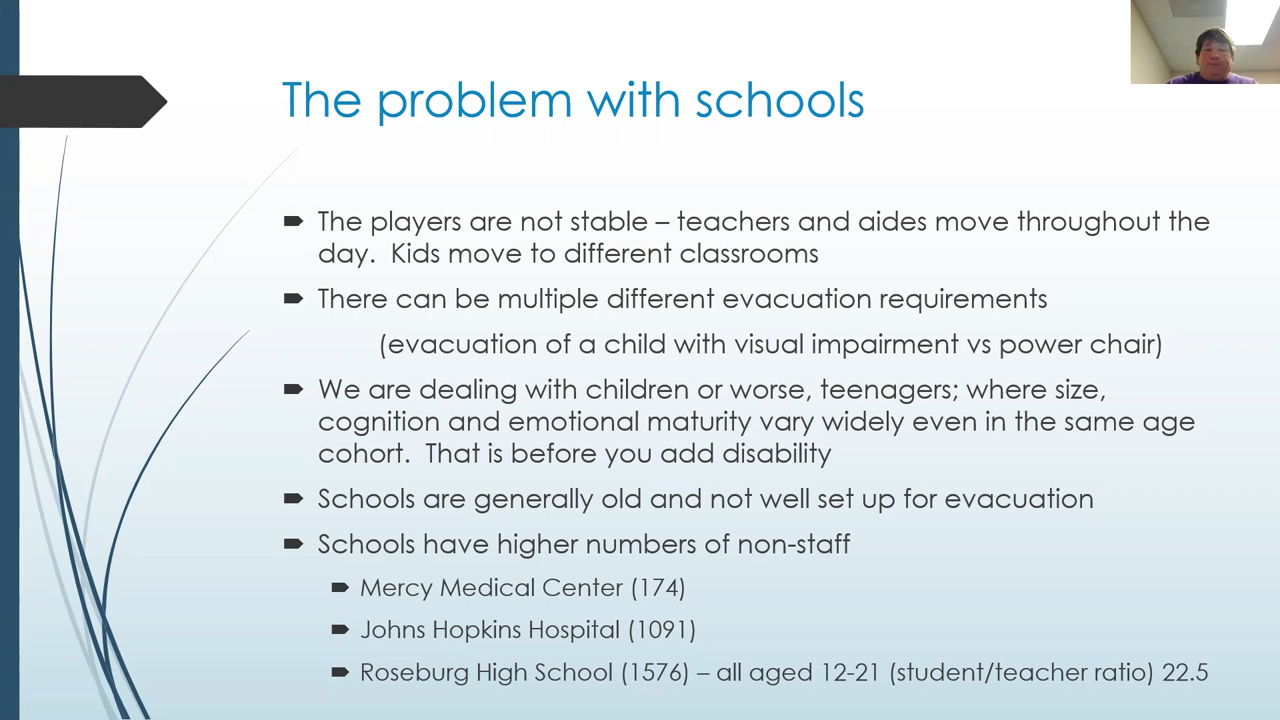 The problem with schools
The players are not stable – teachers and aides move throughout the
day.  Kids move to different classrooms
There can be multiple different evacuation requirements
(evacuation of a child with visual impairment vs power chair)
We are dealing with children or worse, teenagers; where size,
cognition and emotional maturity vary widely even in the same age
cohort.  That is before you add disability
Schools are generally old and not well set up for evacuation
Schools have higher numbers of non-staff
Mercy Medical Center (174)
Johns Hopkins Hospital (1091)
Roseburg High School (1576) – all aged 12-21 (student/teacher ratio) 22.5